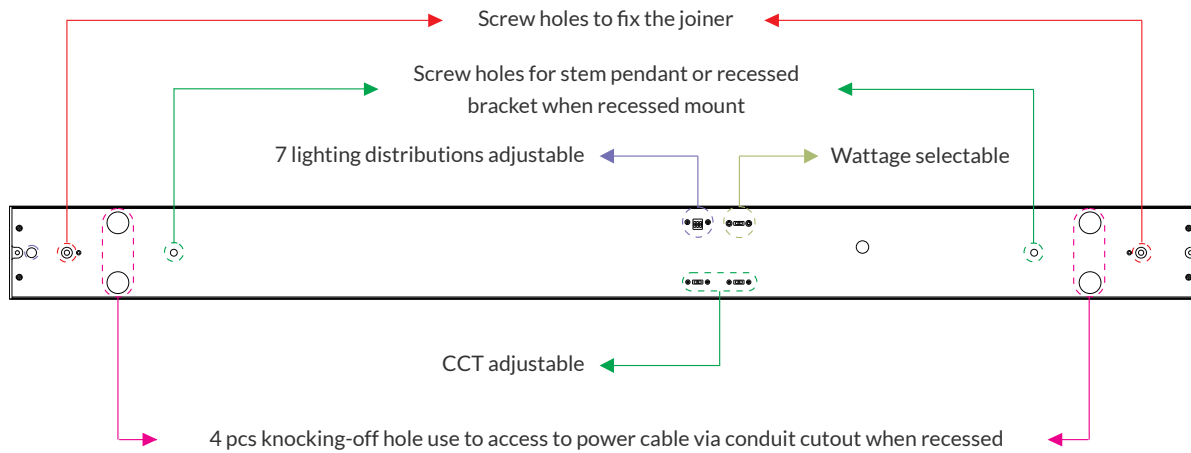 Screw holes to fix the joiner
Screw holes for stem pendant or recessed
bracket when recessed mount
7 lighting distributions adjustable
Wattage selectable
CCT adjustable
4 pcs knocking-off hole use to access to power cable via conduit cutout when recessed